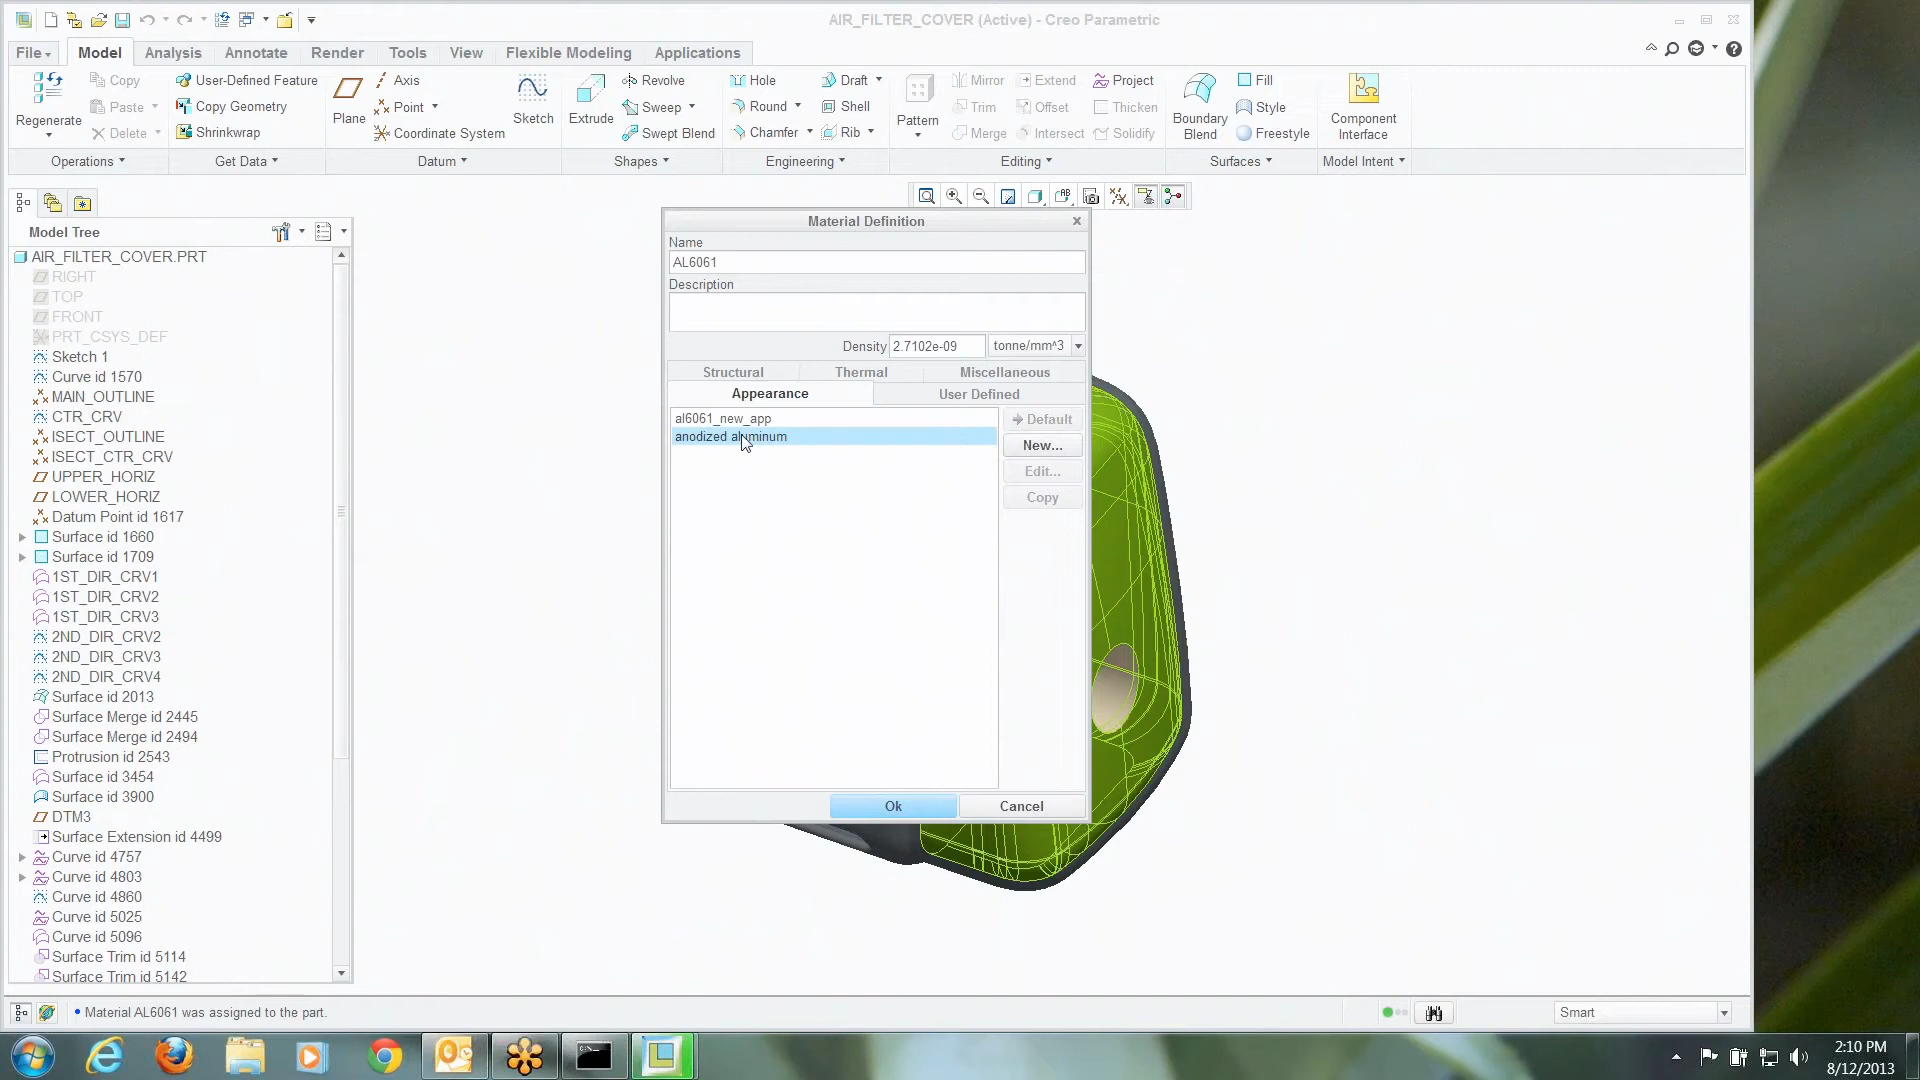 AIR_FILTER_COVER (Active) - Creo Parametric
File
Model
Analysis
Annotate
Render
Tools
View
Flexible Modeling
Applications
Regenerate
Copy
Paste
Delete
User-Defined Feature
Copy Geometry
Shrinkwrap
Plane
Axis
Point
Coordinate System
Sketch
Extrude
Revolve
Sweep
Swept Blend
Hole
Round
Chamfer
Draft
Shell
Rib
Pattern
Mirror
Trim
Merge
Extend
Offset
Intersect
Project
Thicken
Solidify
Boundary
Blend
Fill
Style
Freestyle
Component
Interface
Operations
Get Data
Datum
Shapes
Engineering
Editing
Surfaces
Model Intent
Model Tree
AIR_FILTER_COVER.PRT
RIGHT
TOP
FRONT
PRT_CSYS_DEF
Sketch 1
Curve id 1570
MAIN_OUTLINE
CTR_CRV
ISECT_OUTLINE
ISECT_CTR_CRV
UPPER_HORIZ
LOWER_HORIZ
Datum Point id 1617
Surface id 1660
Surface id 1709
1ST_DIR_CRV1
1ST_DIR_CRV2
1ST_DIR_CRV3
2ND_DIR_CRV2
2ND_DIR_CRV3
2ND_DIR_CRV4
Surface id 2013
Surface Merge id 2445
Surface Merge id 2494
Protrusion id 2543
Surface id 3454
Surface id 3900
DTM3
Surface Extension id 4499
Curve id 4757
Curve id 4803
Curve id 4860
Curve id 5025
Curve id 5096
Surface Trim id 5114
Surface Trim id 5142
Material Definition
Name
AL6061
Description
Density 2.7102e-09 tonne/mm^3
Structural
Thermal
Miscellaneous
Appearance
User Defined
al6061_new_app
anodized aluminum
Default
New...
Edit...
Copy
Ok
Cancel
Material AL6061 was assigned to the part.
Smart
2:10 PM
8/12/2013